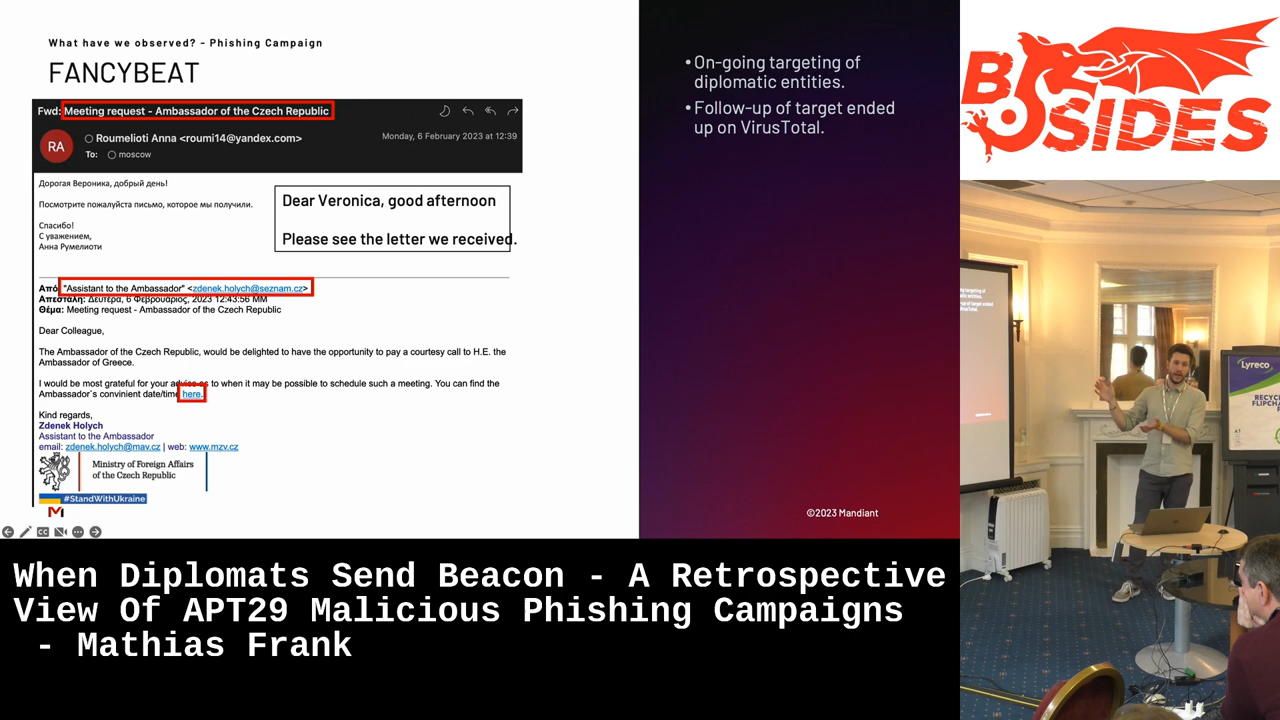 What have we observed? - Phishing Campaign
FANCYBEAT
Fwd: Meeting request - Ambassador of the Czech Republic
RA
Roumelioti Anna <roumi14@yandex.com>
Monday, 6 February 2023 at 12:39
To: moscow
Дорогая Вероника, добрый день!
Посмотрите пожалуйста письмо, которое мы получили.
Спасибо!
С уважением,
Анна Румелиоти
Dear Veronica, good afternoon
Please see the letter we received.
Από "Assistant to the Ambassador" <zdenek.holych@seznam.cz>
Απεστάλη: Δευτέρα, 6 Φεβρουάριος, 2023 12:43:56 MM
Θέμα: Meeting request - Ambassador of the Czech Republic
Dear Colleague,
The Ambassador of the Czech Republic, would be delighted to have the opportunity to pay a courtesy call to H.E. the
Ambassador of Greece.
I would be most grateful for your advise as to when it may be possible to schedule such a meeting. You can find the
Ambassador`s convinient date/time here.
Kind regards,
Zdenek Holych
Assistant to the Ambassador
email: zdenek.holych@mav.cz | web: www.mzv.cz
Ministry of Foreign Affairs
of the Czech Republic
#StandWithUkraine
• On-going targeting of
diplomatic entities.
• Follow-up of target ended
up on VirusTotal.
©2023 Mandiant
BSIDES
Lyreco
When Diplomats Send Beacon - A Retrospective
View Of APT29 Malicious Phishing Campaigns
- Mathias Frank